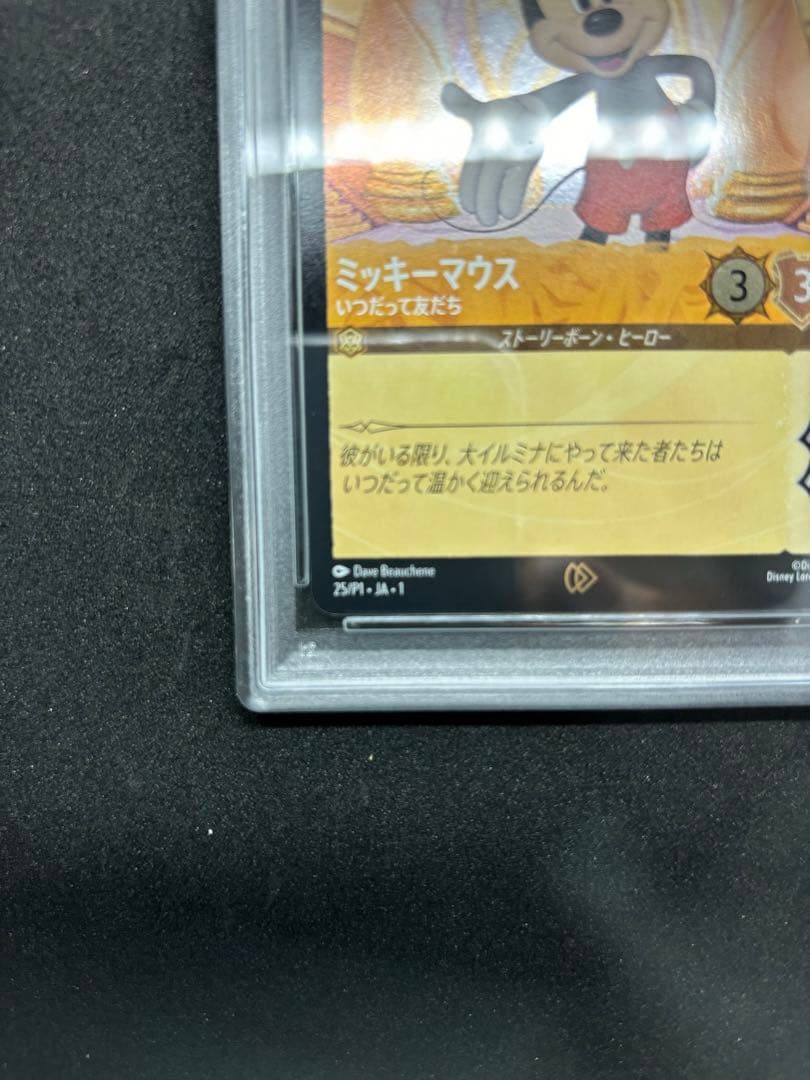 ミッキーマウス
いつだって友だち
3
3
ストーリーボーン・ヒーロー
彼がいる限り、大イルミナにやって来た者たちは
いつだって温かく迎えられるんだ。
Dave Beauchene
25/P1・JA・1
©Di
Disney Lor